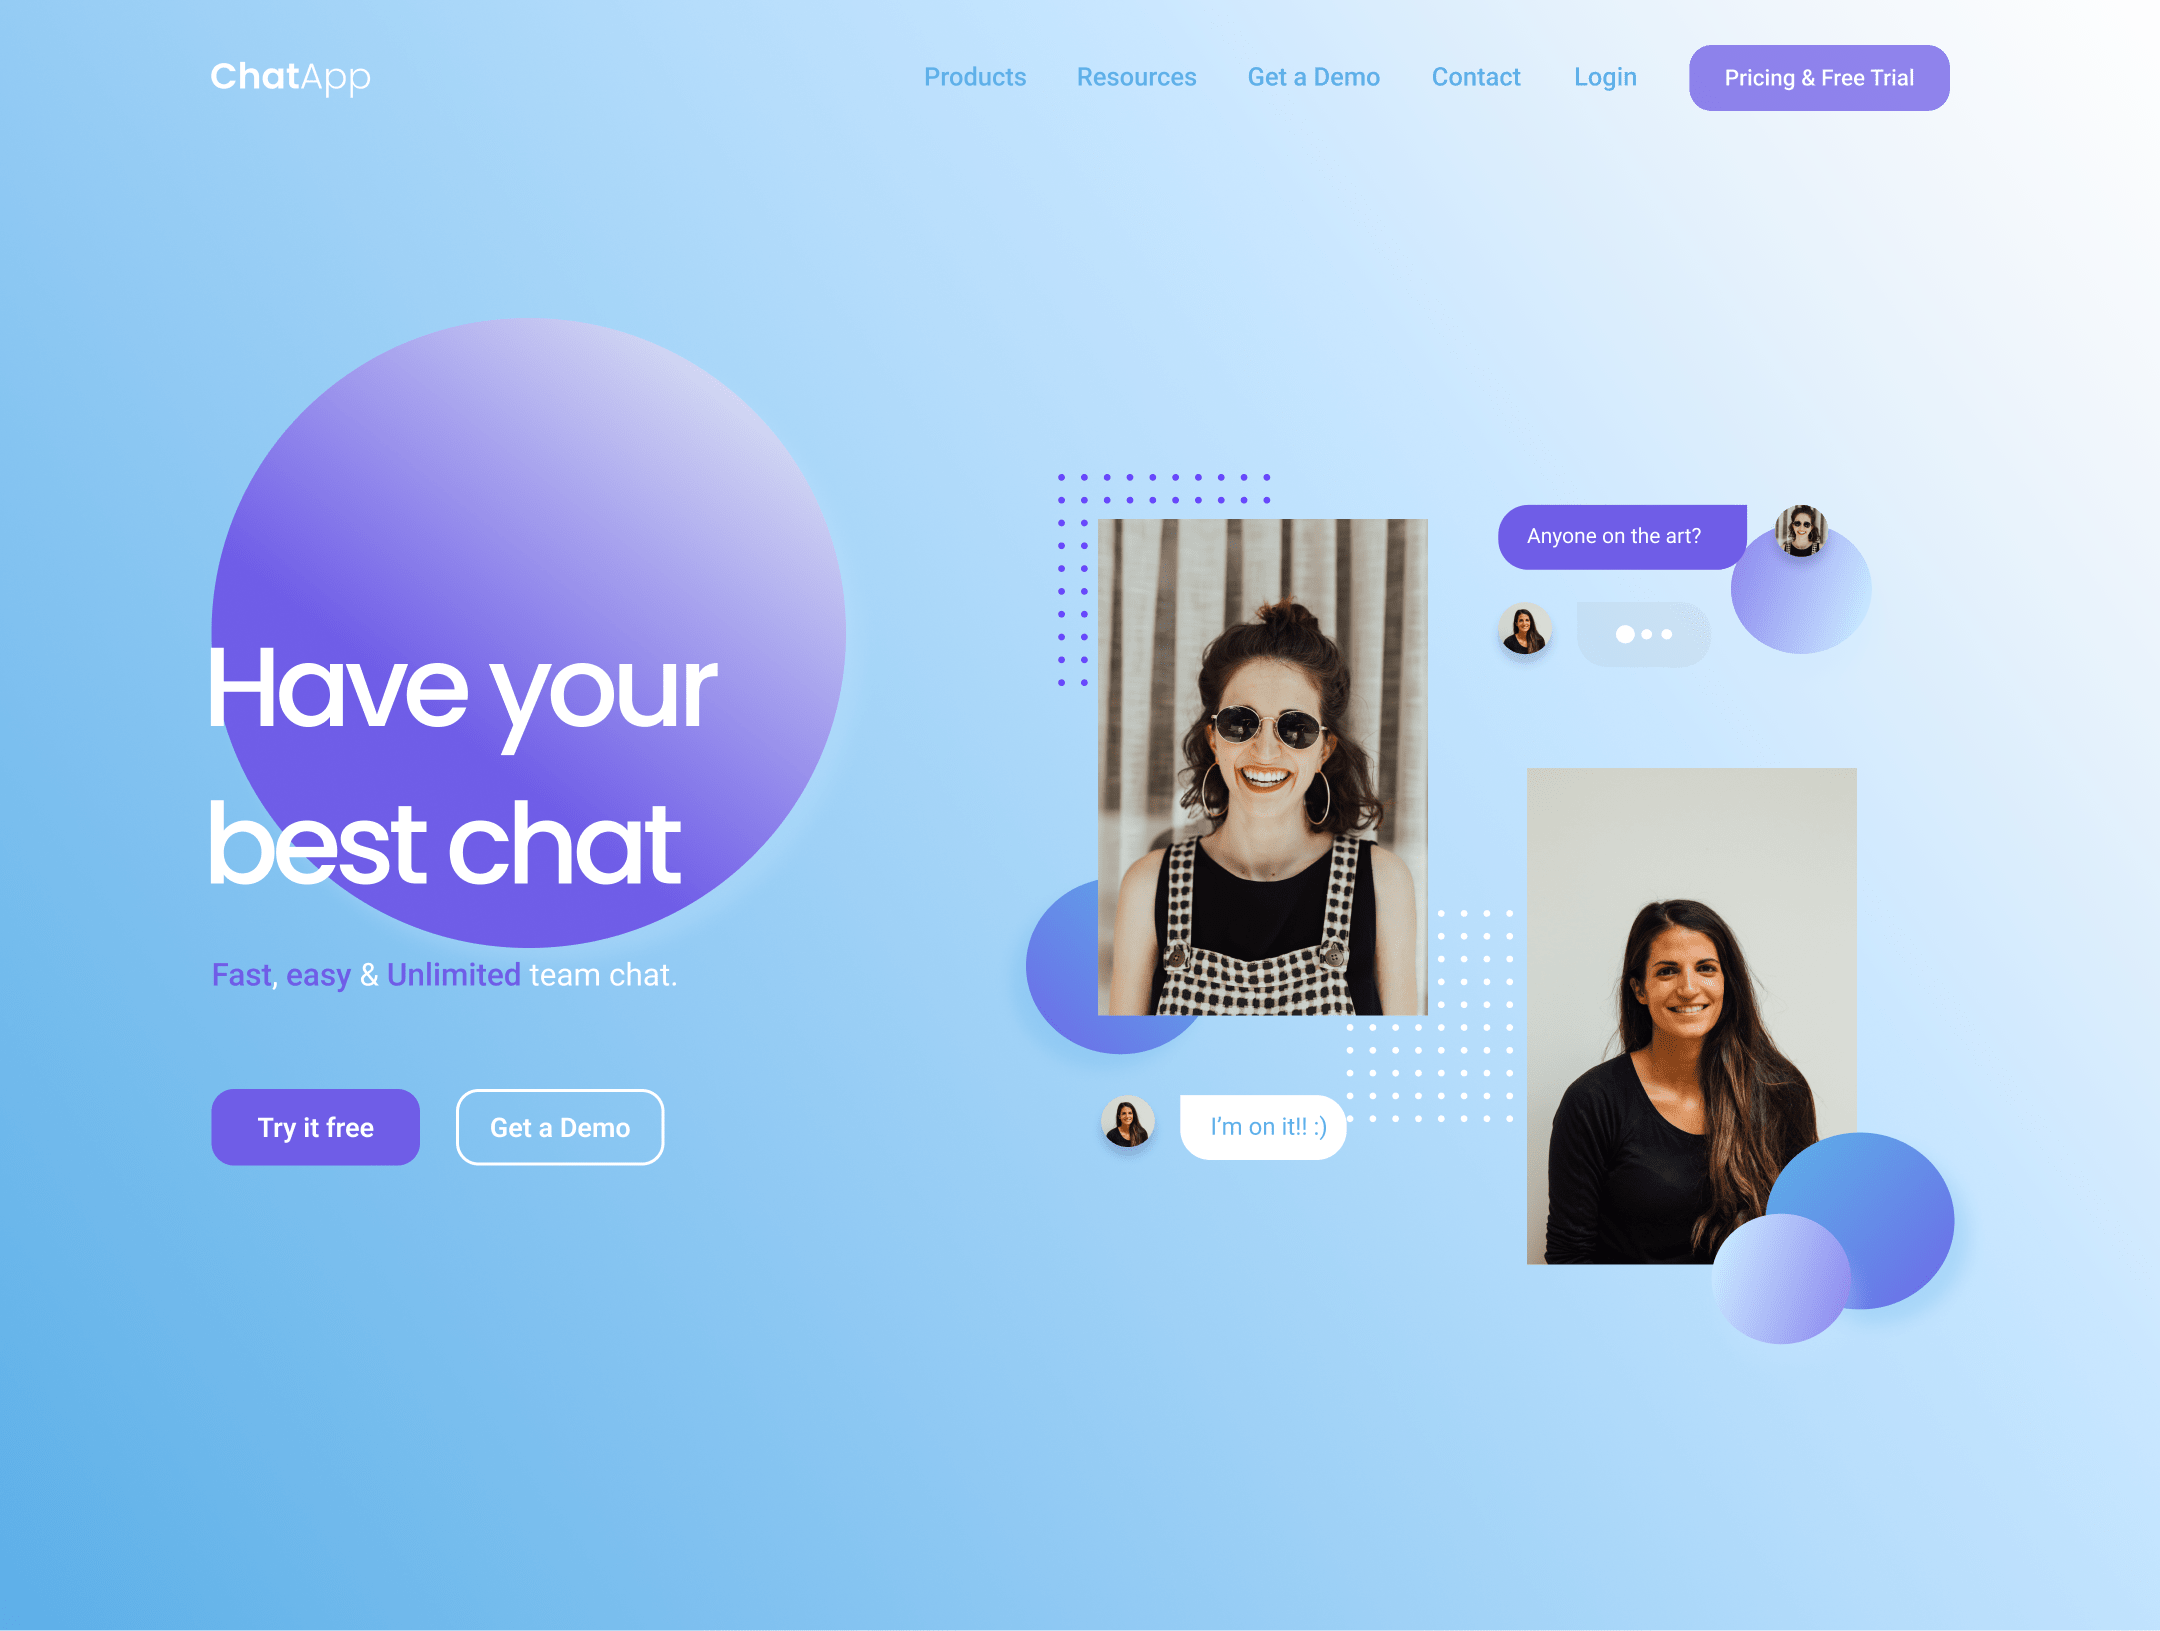 ChatApp
Products
Resources
Get a Demo
Contact
Login
Pricing & Free Trial
Have your
best chat
Fast, easy & Unlimited team chat.
Try it free
Get a Demo
Anyone on the art?
I’m on it!! :)